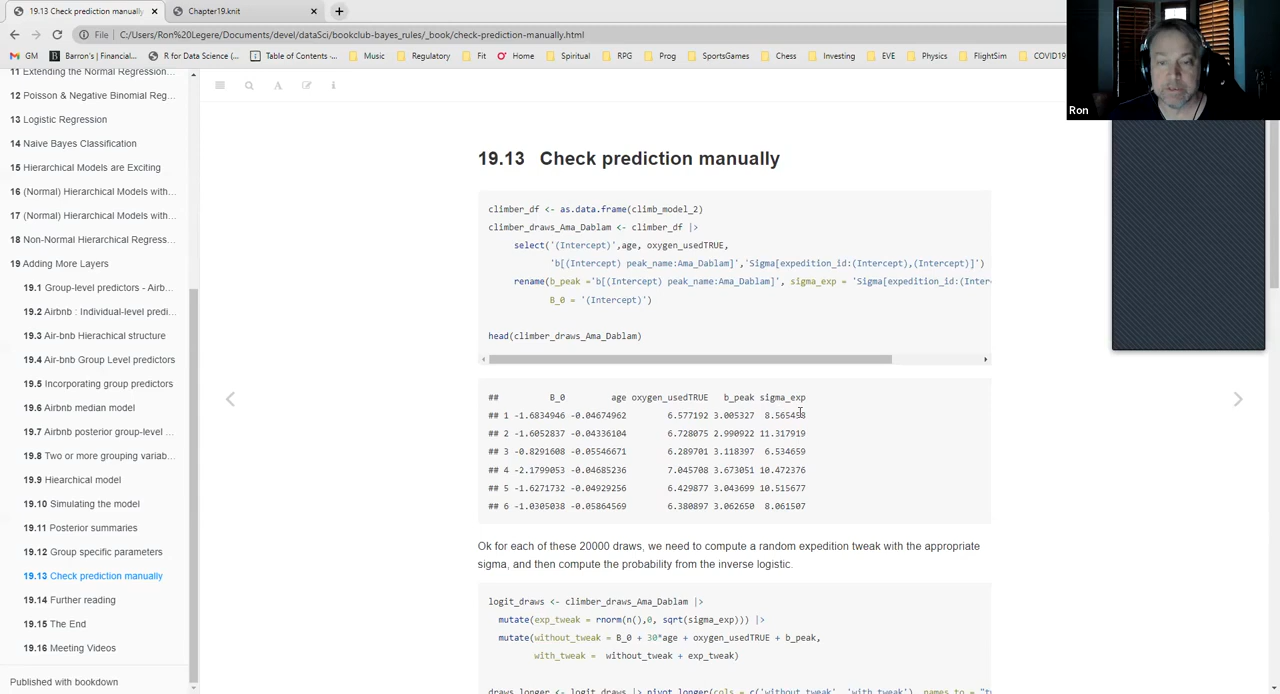 19.13 Check prediction manually
Chapter19.knit
File
C:/Users/Ron%20Legere/Documents/devel/dataSci/bookclub-bayes_rules/_book/check-prediction-manually.html
GM
Barron's | Financial...
R for Data Science (...
Table of Contents-...
Music
Regulatory
Fit
Home
Spiritual
RPG
Prog
SportsGames
Chess
Investing
EVE
Physics
FlightSim
COVID19
Ron
11 Extending the Normal Regression...
12 Poisson & Negative Binomial Reg...
13 Logistic Regression
14 Naive Bayes Classification
15 Hierarchical Models are Exciting
16 (Normal) Hierarchical Models with...
17 (Normal) Hierarchical Models with...
18 Non-Normal Hierarchical Regress...
19 Adding More Layers
19.1 Group-level predictors - Airb...
19.2 Airbnb : Individual-level predi...
19.3 Air-bnb Hierachical structure
19.4 Air-bnb Group Level predictors
19.5 Incorporating group predictors
19.6 Airbnb median model
19.7 Airbnb posterior group-level ...
19.8 Two or more grouping variab...
19.9 Hiearchical model
19.10 Simulating the model
19.11 Posterior summaries
19.12 Group specific parameters
19.13 Check prediction manually
19.14 Further reading
19.15 The End
19.16 Meeting Videos
Published with bookdown
19.13 Check prediction manually
climber_df <- as.data.frame(climb_model_2)
climber_draws_Ama_Dablam <- climber_df |>
select('(Intercept)',age, oxygen_usedTRUE,
'b[(Intercept) peak_name:Ama_Dablam]','Sigma[expedition_id:(Intercept),(Intercept)]')
rename(b_peak ='b[(Intercept) peak_name:Ama_Dablam]', sigma_exp = 'Sigma[expedition_id:(Inter
B_0 = '(Intercept)')
head(climber_draws_Ama_Dablam)
## B_0 age oxygen_usedTRUE b_peak sigma_exp
## 1 -1.6834946 -0.04674962 6.577192 3.005327 8.565453
## 2 -1.6052837 -0.04336104 6.728075 2.990922 11.317919
## 3 -0.8291608 -0.05546671 6.289701 3.118397 6.534659
## 4 -2.1799053 -0.04685236 7.045708 3.673051 10.472376
## 5 -1.6271732 -0.04929256 6.429877 3.043699 10.515677
## 6 -1.0305038 -0.05864569 6.380897 3.062650 8.061507
Ok for each of these 20000 draws, we need to compute a random expedition tweak with the appropriate
sigma, and then compute the probability from the inverse logistic.
logit_draws <- climber_draws_Ama_Dablam |>
mutate(exp_tweak = rnorm(n(),0, sqrt(sigma_exp))) |>
mutate(without_tweak = B_0 + 30*age + oxygen_usedTRUE + b_peak,
with_tweak = without_tweak + exp_tweak)
draws_longer <- logit_draws |> pivot_longer(cols = c('without_tweak', 'with_tweak'), names_to = "tw